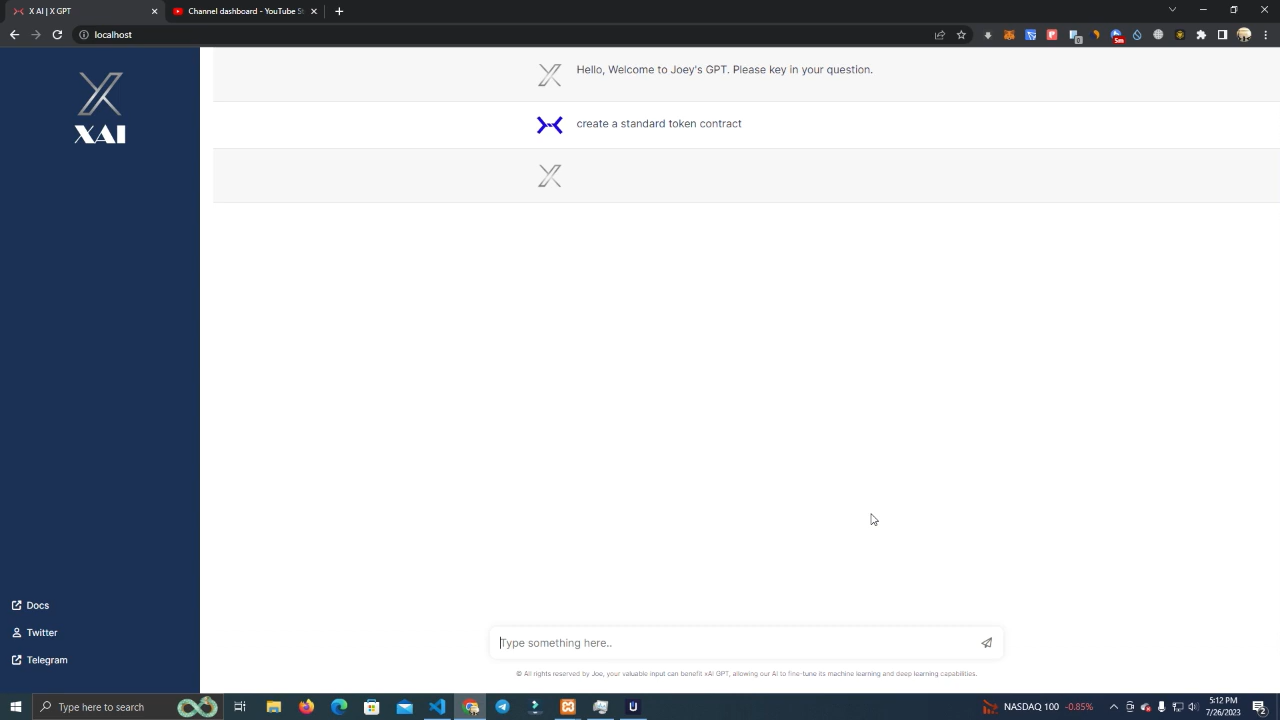 X AI | X GPT
Channel dashboard - YouTube St
localhost
5m
XAI
Hello, Welcome to Joey's GPT. Please key in your question.
create a standard token contract
Docs
Twitter
Telegram
Type something here..
© All rights reserved by Joe, your valuable input can benefit xAI GPT, allowing our AI to fine-tune its machine learning and deep learning capabilities.
Type here to search
NASDAQ 100 -0.85%
5:12 PM
7/26/2023
2